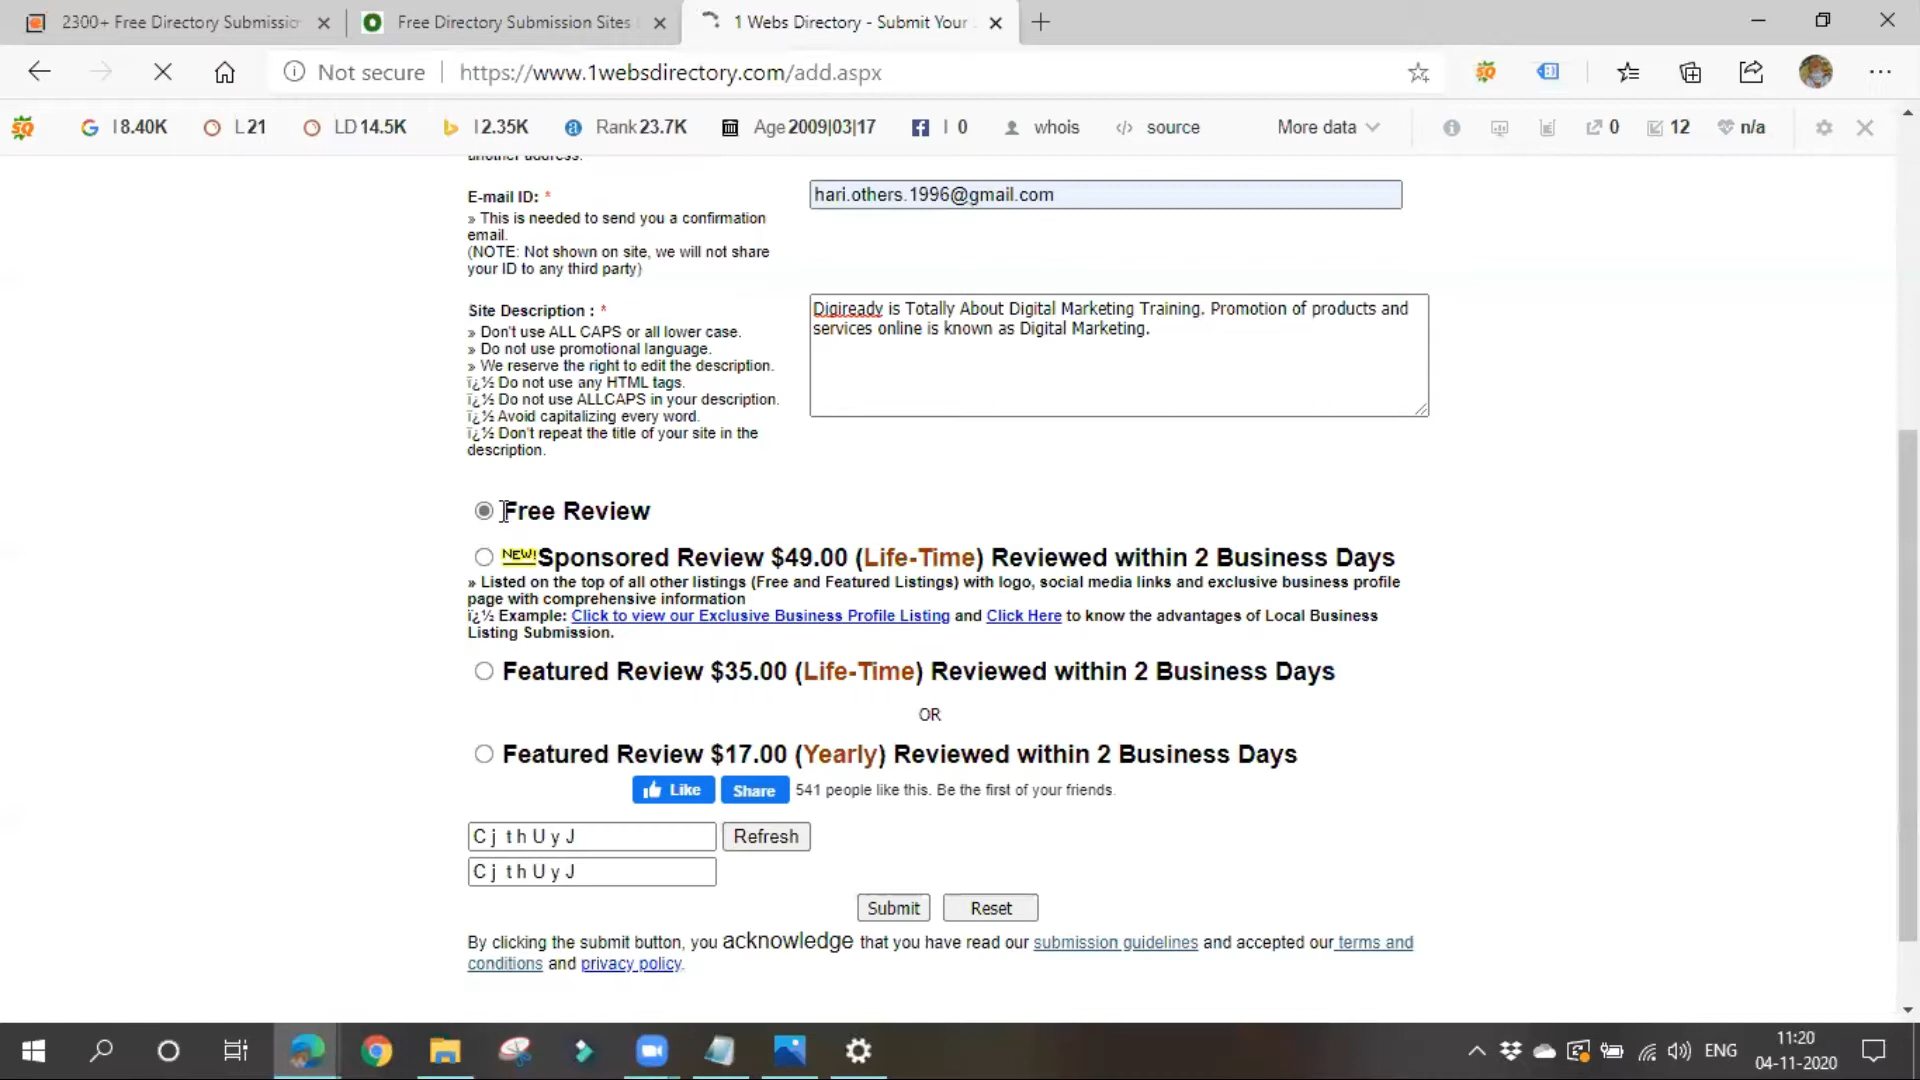 2300+ Free Directory Submissio
Free Directory Submission Sites
1 Webs Directory - Submit Your
Not secure
https://www.1websdirectory.com/add.aspx
SQ I 8.40K L 21 LD 14.5K I 2.35K Rank 23.7K Age 2009|03|17 I 0 whois source More data 0 12 n/a
another address.
E-mail ID: *
hari.others.1996@gmail.com
» This is needed to send you a confirmation
email.
(NOTE: Not shown on site, we will not share
your ID to any third party)
Site Description : *
Digiready is Totally About Digital Marketing Training. Promotion of products and
services online is known as Digital Marketing.
» Don't use ALL CAPS or all lower case.
» Do not use promotional language.
» We reserve the right to edit the description.
ï¿½ Do not use any HTML tags.
ï¿½ Do not use ALLCAPS in your description.
ï¿½ Avoid capitalizing every word.
ï¿½ Don't repeat the title of your site in the
description.
Free Review
NEW! Sponsored Review $49.00 (Life-Time) Reviewed within 2 Business Days
» Listed on the top of all other listings (Free and Featured Listings) with logo, social media links and exclusive business profile
page with comprehensive information
ï¿½ Example: Click to view our Exclusive Business Profile Listing and Click Here to know the advantages of Local Business
Listing Submission.
Featured Review $35.00 (Life-Time) Reviewed within 2 Business Days
OR
Featured Review $17.00 (Yearly) Reviewed within 2 Business Days
Like Share 541 people like this. Be the first of your friends.
C j t h U y J Refresh
C j t h U y J
Submit Reset
By clicking the submit button, you acknowledge that you have read our submission guidelines and accepted our terms and
conditions and privacy policy.
ENG
11:20
04-11-2020